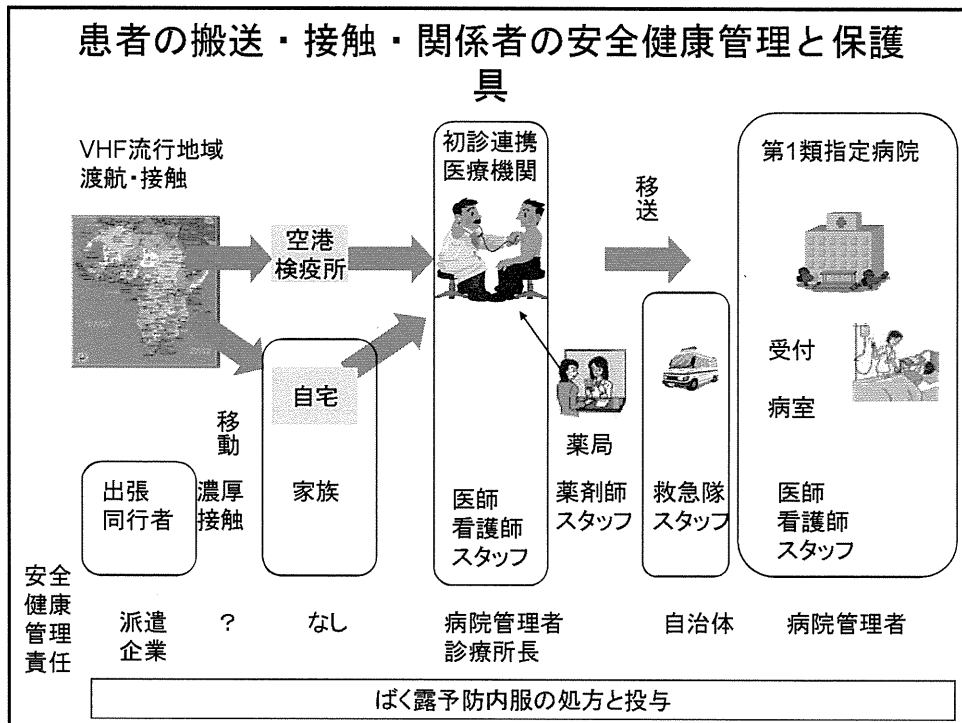 患者の搬送・接触・関係者の安全健康管理と保護
具
VHF流行地域
渡航・接触
空港
検疫所
自宅
移動
初診連携
医療機関
移送
第1類指定病院
受付
病室
薬局
出張
同行者
濃厚
接触
家族
医師
看護師
スタッフ
薬剤師
スタッフ
救急隊
スタッフ
医師
看護師
スタッフ
安全
健康
管理
責任
派遣
企業
?
なし
病院管理者
診療所長
自治体
病院管理者
ばく露予防内服の処方と投与